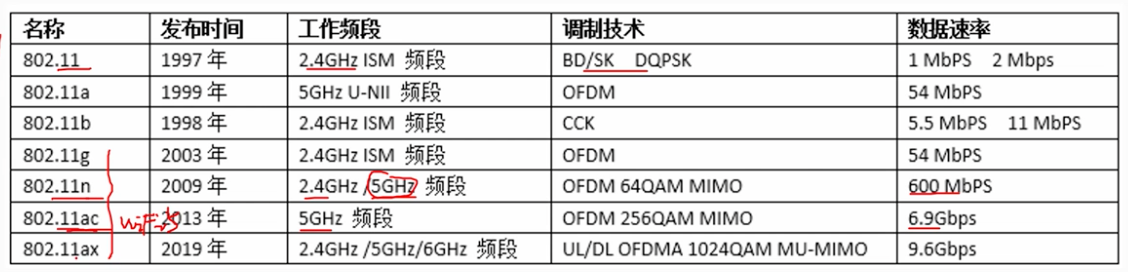 名称 发布时间 工作频段 调制技术 数据速率
802.11 1997 年 2.4GHz ISM 频段 BD/SK DQPSK 1 MbPS 2 Mbps
802.11a 1999 年 5GHz U-NII 频段 OFDM 54 MbPS
802.11b 1998 年 2.4GHz ISM 频段 CCK 5.5 MbPS 11 MbPS
802.11g 2003 年 2.4GHz ISM 频段 OFDM 54 MbPS
802.11n 2009 年 2.4GHz /5GHz 频段 OFDM 64QAM MIMO 600 MbPS
802.11ac 2013 年 5GHz 频段 OFDM 256QAM MIMO 6.9Gbps
802.11ax 2019 年 2.4GHz /5GHz/6GHz 频段 UL/DL OFDMA 1024QAM MU-MIMO 9.6Gbps